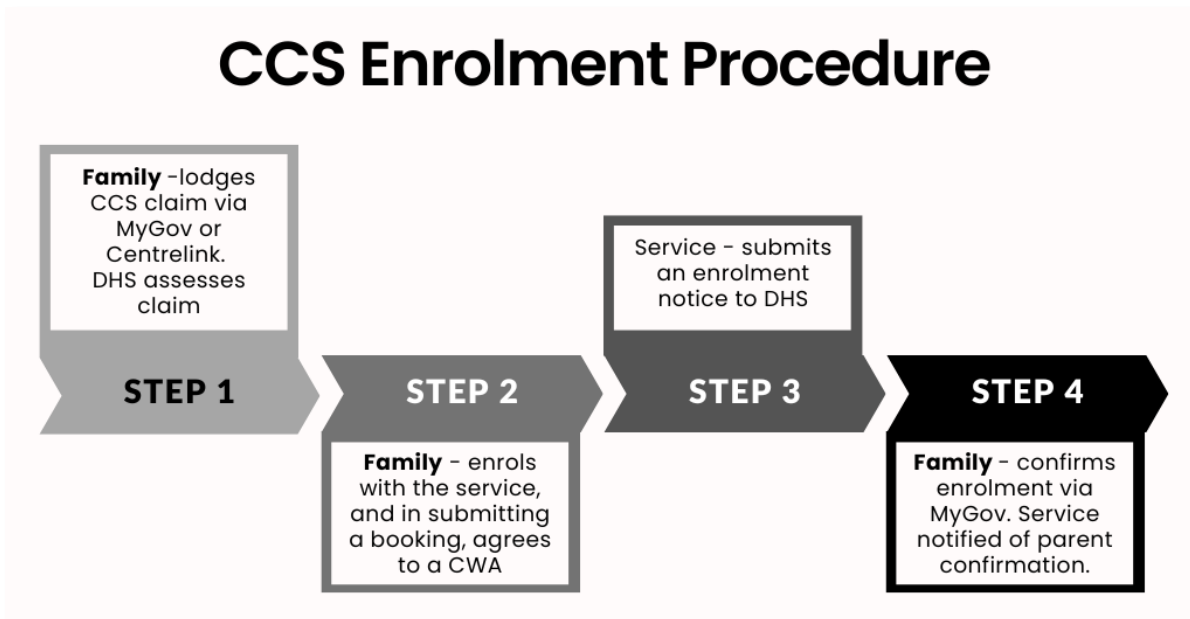 CCS Enrolment Procedure
Family -lodges
CCS claim via
MyGov or
Centrelink.
DHS assesses
claim
STEP 1
STEP 2
Family - enrols
with the service,
and in submitting
a booking, agrees
to a CWA
Service - submits
an enrolment
notice to DHS
STEP 3
STEP 4
Family - confirms
enrolment via
MyGov. Service
notified of parent
confirmation.